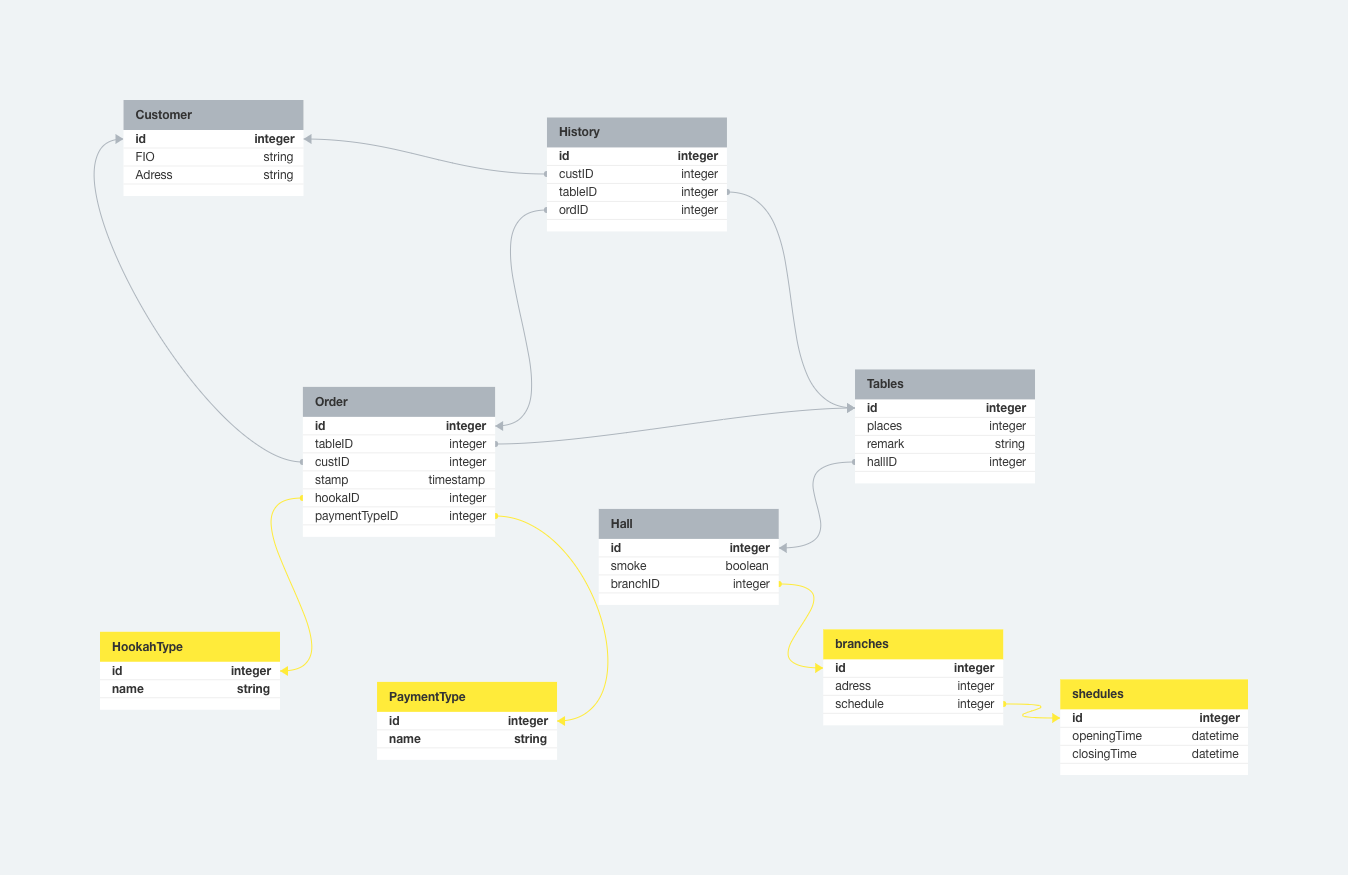 Customer
id integer
FIO string
Adress string
History
id integer
custID integer
tableID integer
ordID integer
Order
id integer
tableID integer
custID integer
stamp timestamp
hookaID integer
paymentTypeID integer
Tables
id integer
places integer
remark string
hallID integer
Hall
id integer
smoke boolean
branchID integer
HookahType
id integer
name string
PaymentType
id integer
name string
branches
id integer
adress integer
schedule integer
shedules
id integer
openingTime datetime
closingTime datetime